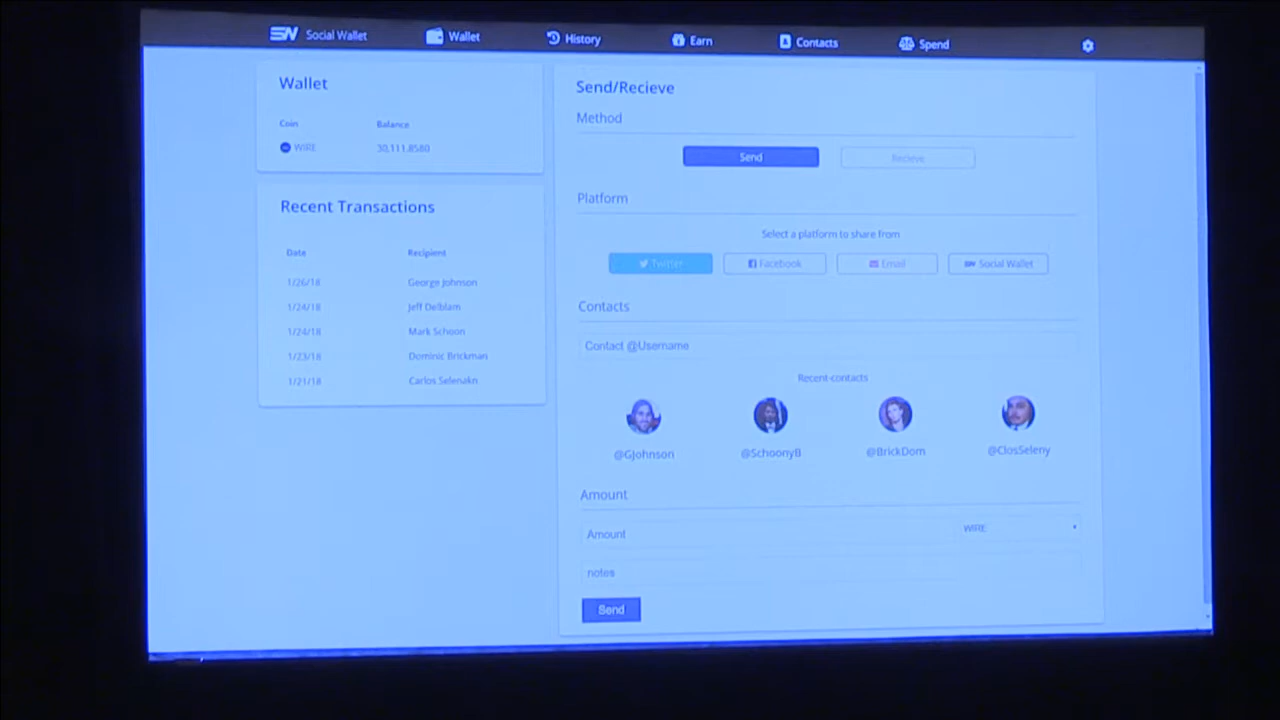 SN Social Wallet Wallet History Earn Contacts Spend
Wallet
Coin Balance
WIRE 30,111.8580
Recent Transactions
Date Recipient
1/26/18 George Johnson
1/24/18 Jeff Delblam
1/24/18 Mark Schoon
1/23/18 Dominic Brickman
1/21/18 Carlos Selenakn
Send/Recieve
Method
Send Recieve
Platform
Select a platform to share from
Twitter Facebook Email SN Social Wallet
Contacts
Contact @Username
Recent contacts
@GJohnson @SchoonyB @BrickDom @ClosSeleny
Amount
Amount WIRE
notes
Send